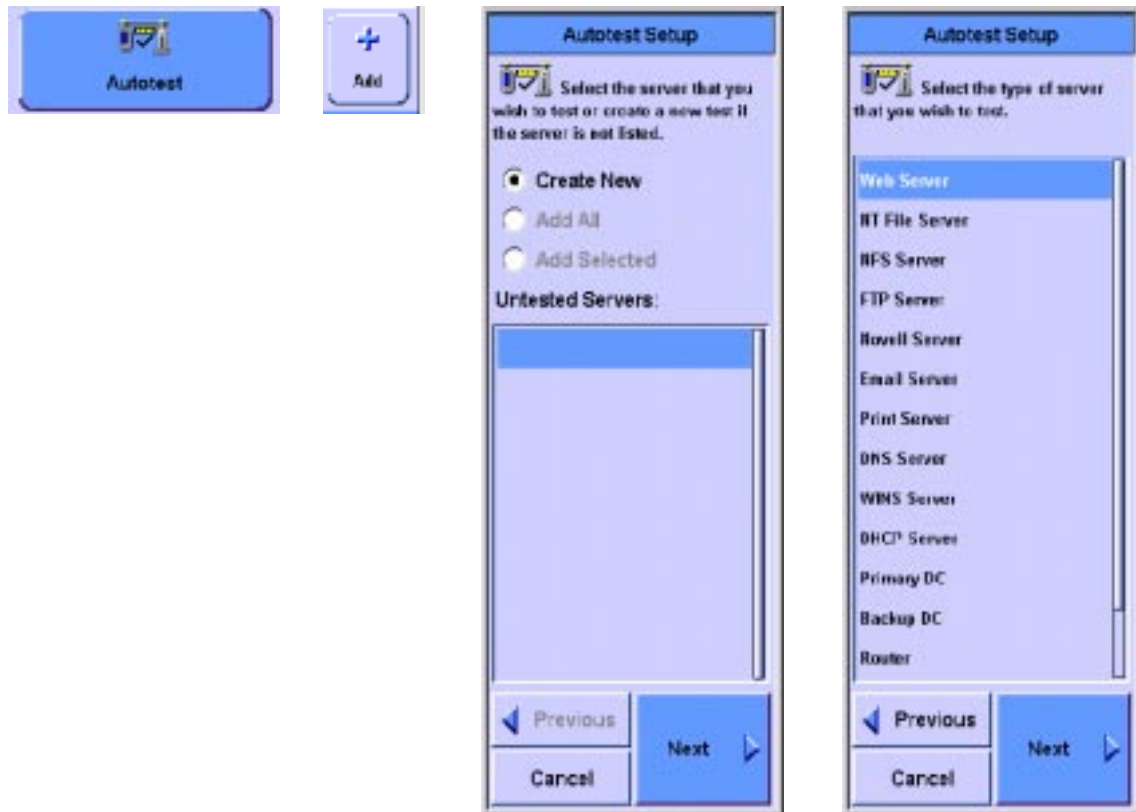 Autotest
Add
Autotest Setup
Select the server that you
wish to test or create a new test if
the server is not listed.
Create New
Add All
Add Selected
Untested Servers:
Previous
Next
Cancel
Autotest Setup
Select the type of server
that you wish to test.
Web Server
NT File Server
NFS Server
FTP Server
Novell Server
Email Server
Print Server
DNS Server
WINS Server
DHCP Server
Primary DC
Backup DC
Router
Previous
Next
Cancel